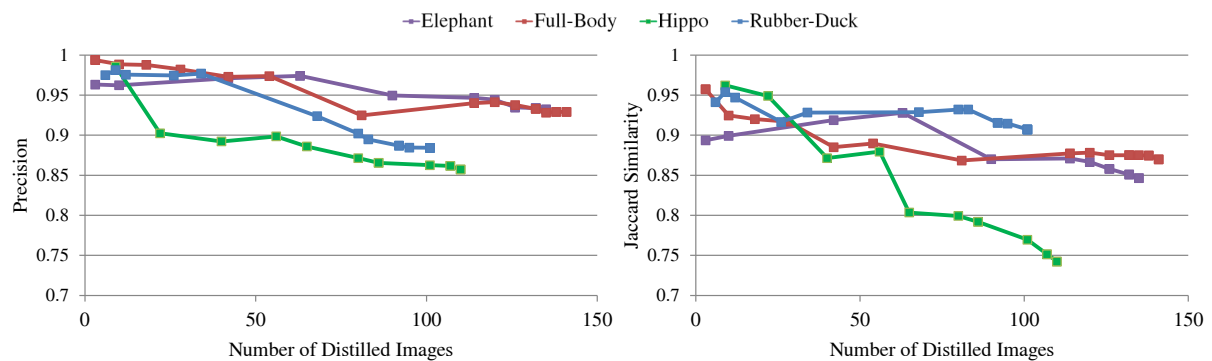 Elephant Full-Body Hippo Rubber-Duck
1
0.95
0.9
0.85
0.8
0.75
0.7
Precision
0 50 100 150
Number of Distilled Images
1
0.95
0.9
0.85
0.8
0.75
0.7
Jaccard Similarity
0 50 100 150
Number of Distilled Images